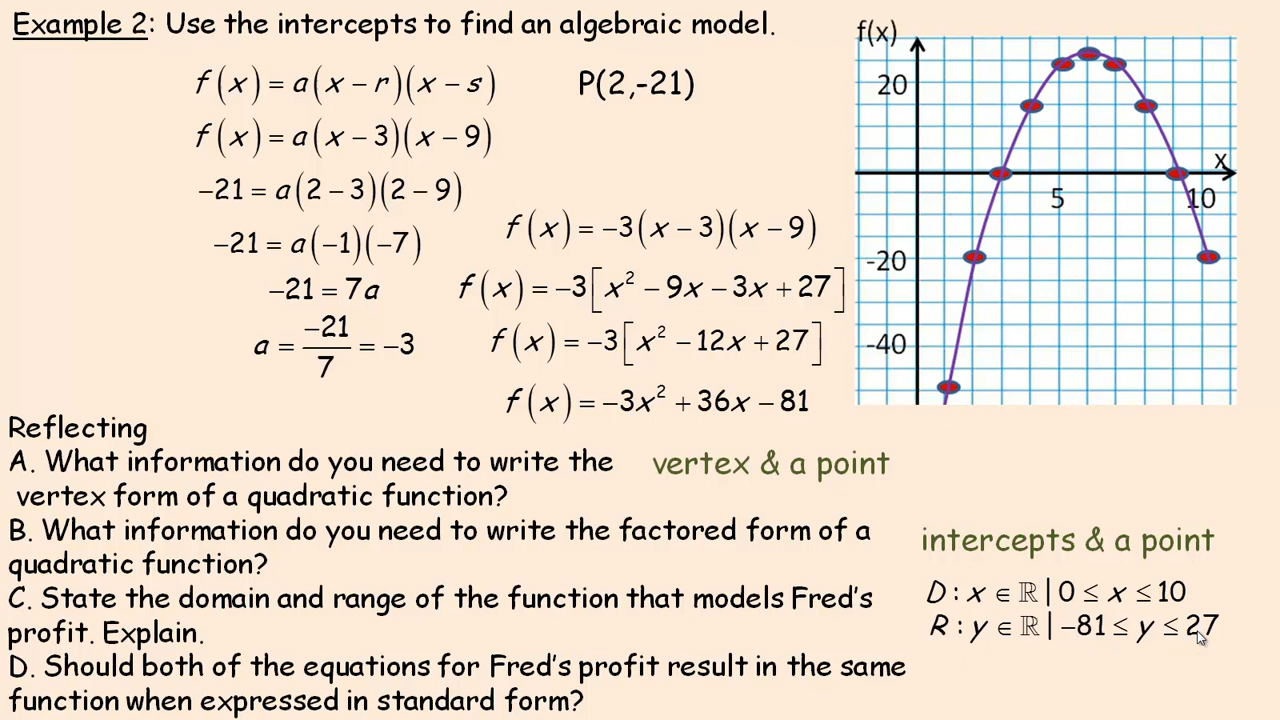 Example 2: Use the intercepts to find an algebraic model.
f(x) = a(x − r)(x − s)
P(2,-21)
f(x) = a(x − 3)(x − 9)
−21 = a(2 − 3)(2 − 9)
−21 = a(−1)(−7)
−21 = 7a
a = −21/7 = −3
f(x) = −3(x − 3)(x − 9)
f(x) = −3[x² − 9x − 3x + 27]
f(x) = −3[x² − 12x + 27]
f(x) = −3x² + 36x − 81
f(x)
20
x
5
10
-20
-40
Reflecting
A. What information do you need to write the
vertex form of a quadratic function?
vertex & a point
B. What information do you need to write the factored form of a
quadratic function?
intercepts & a point
C. State the domain and range of the function that models Fred's
profit. Explain.
D : x ∈ ℝ | 0 ≤ x ≤ 10
R : y ∈ ℝ | −81 ≤ y ≤ 27
D. Should both of the equations for Fred's profit result in the same
function when expressed in standard form?